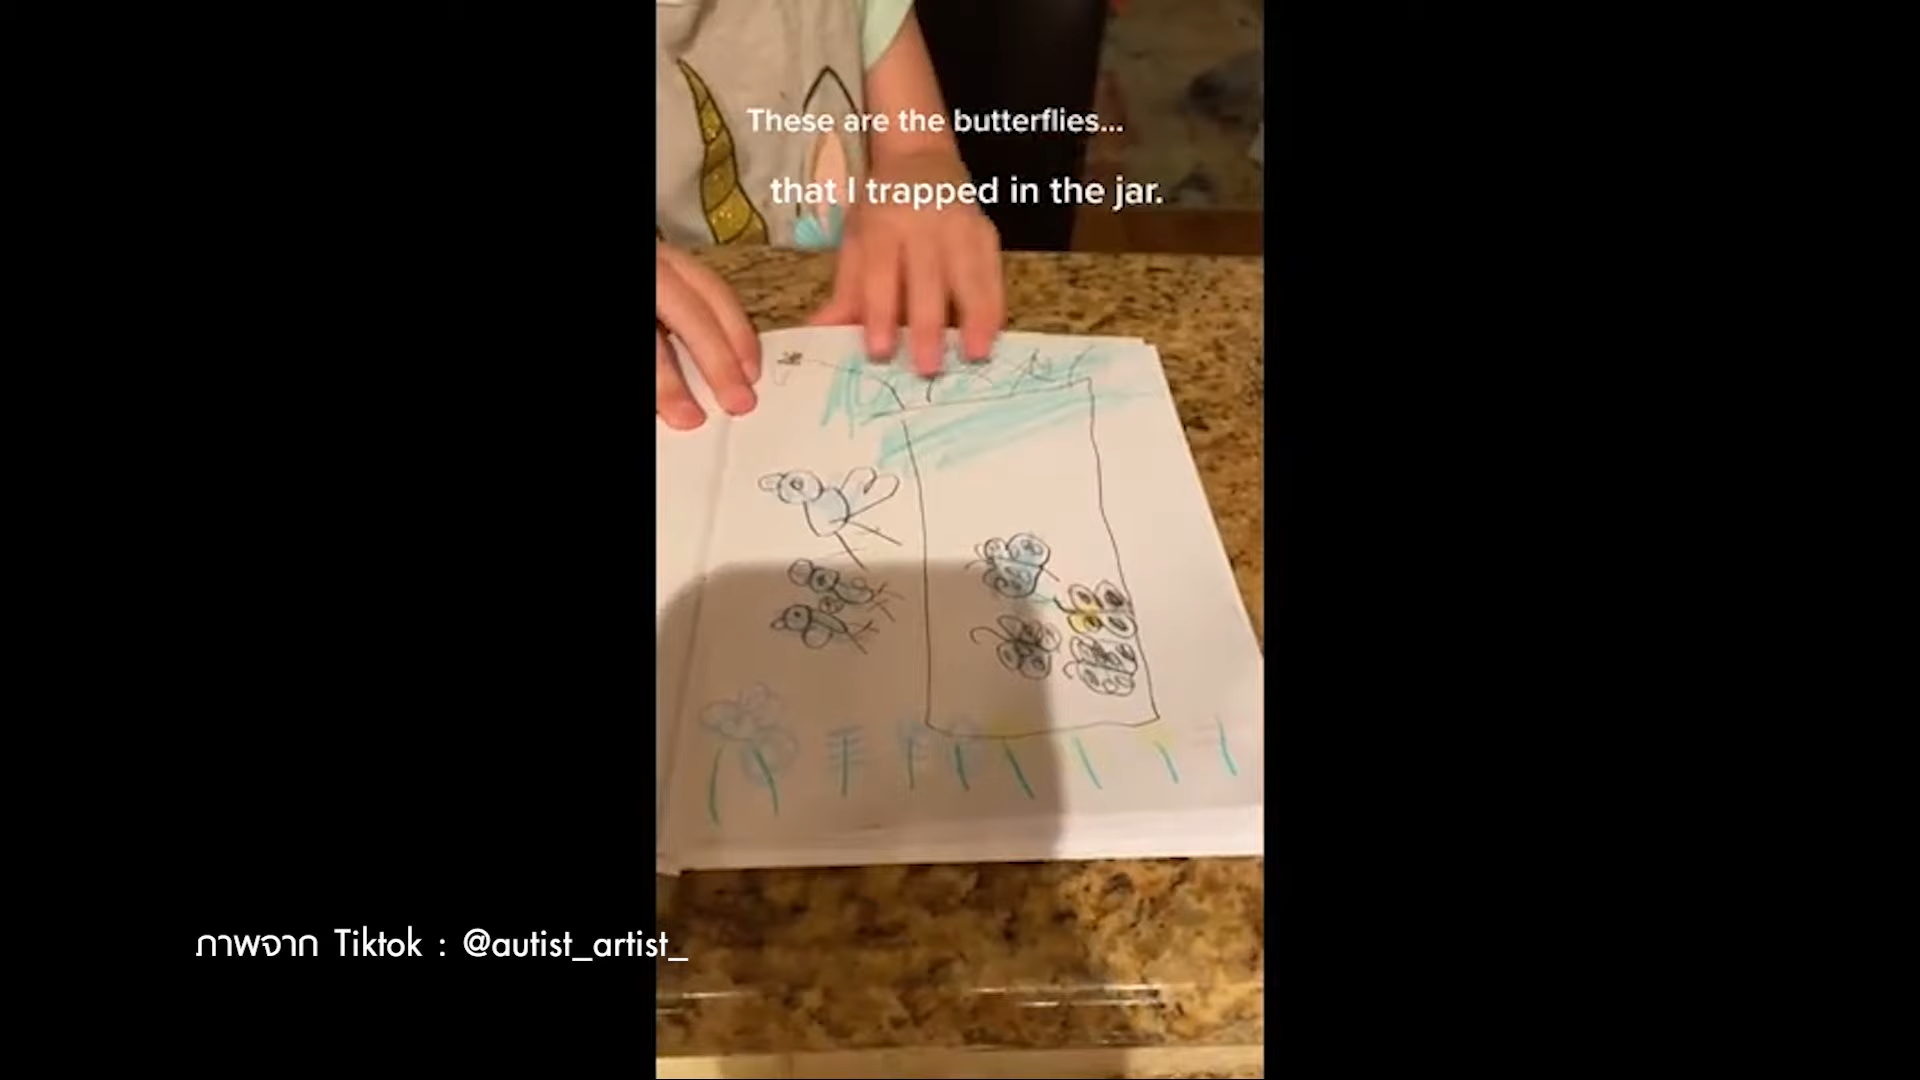 These are the butterflies...
that I trapped in the jar.
ภาพจาก Tiktok : @autist_artist_